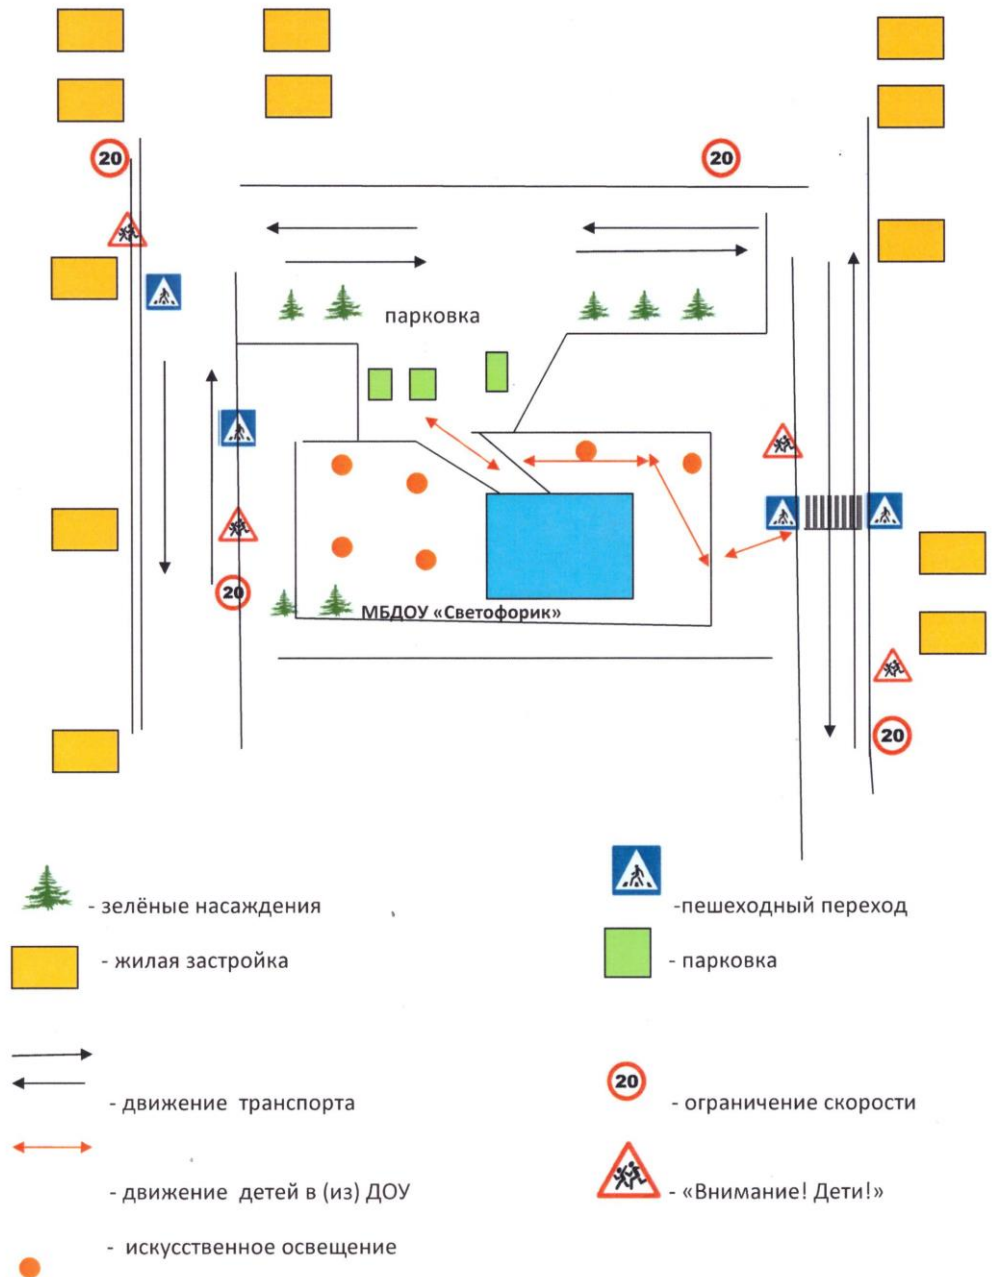 20
20
парковка
20
МБДОУ «Светофорик»
20
- зелёные насаждения
-пешеходный переход
- жилая застройка
- парковка
20
- движение транспорта
- ограничение скорости
- движение детей в (из) ДОУ
- «Внимание! Дети!»
- искусственное освещение